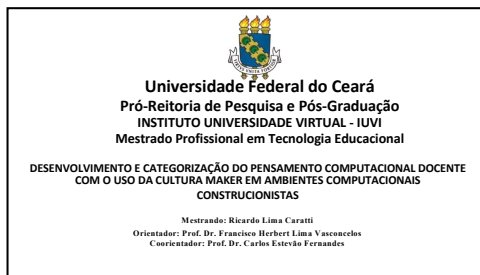 Universidade Federal do Ceará
Pró-Reitoria de Pesquisa e Pós-Graduação
INSTITUTO UNIVERSIDADE VIRTUAL - IUVI
Mestrado Profissional em Tecnologia Educacional
DESENVOLVIMENTO E CATEGORIZAÇÃO DO PENSAMENTO COMPUTACIONAL DOCENTE
COM O USO DA CULTURA MAKER EM AMBIENTES COMPUTACIONAIS
CONSTRUCIONISTAS
Mestrando: Ricardo Lima Caratti
Orientador: Prof. Dr. Francisco Herbert Lima Vasconcelos
Coorientador: Prof. Dr. Carlos Estevão Fernandes